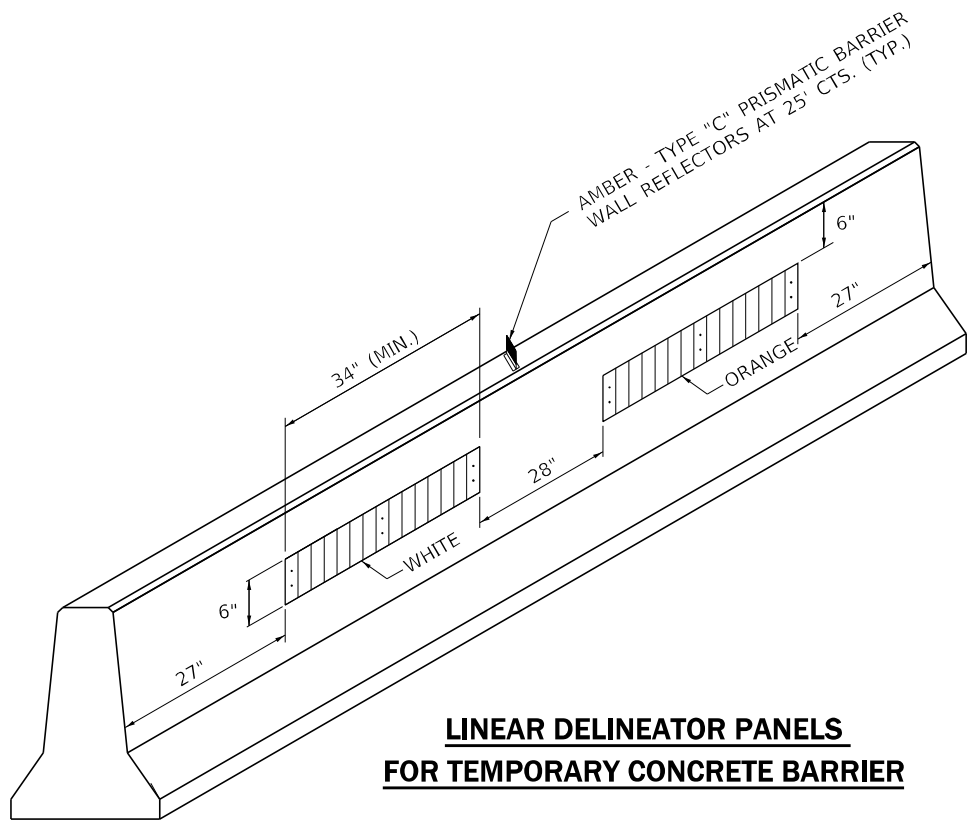 AMBER - TYPE "C" PRISMATIC BARRIER
WALL REFLECTORS AT 25' CTS. (TYP.)
6"
27"
34" (MIN.)
ORANGE
28"
WHITE
6"
27"
LINEAR DELINEATOR PANELS
FOR TEMPORARY CONCRETE BARRIER